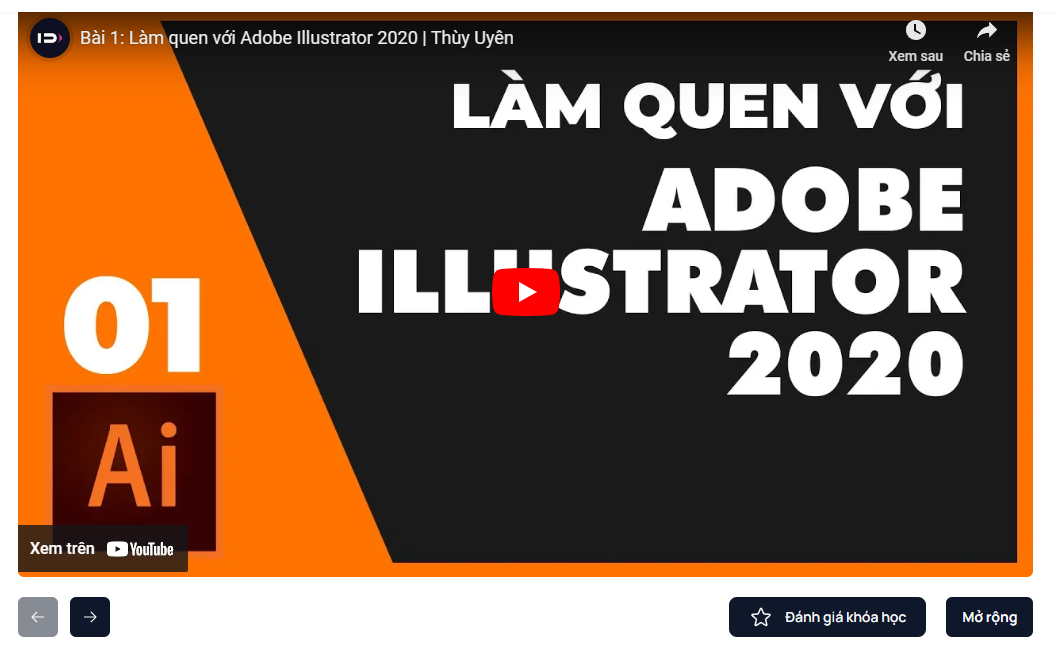 Bài 1: Làm quen với Adobe Illustrator 2020 | Thùy Uyên
Xem sau
Chia sẻ
LÀM QUEN VỚI
ADOBE
ILLUSTRATOR
2020
01
Ai
Xem trên YouTube
Đánh giá khóa học
Mở rộng